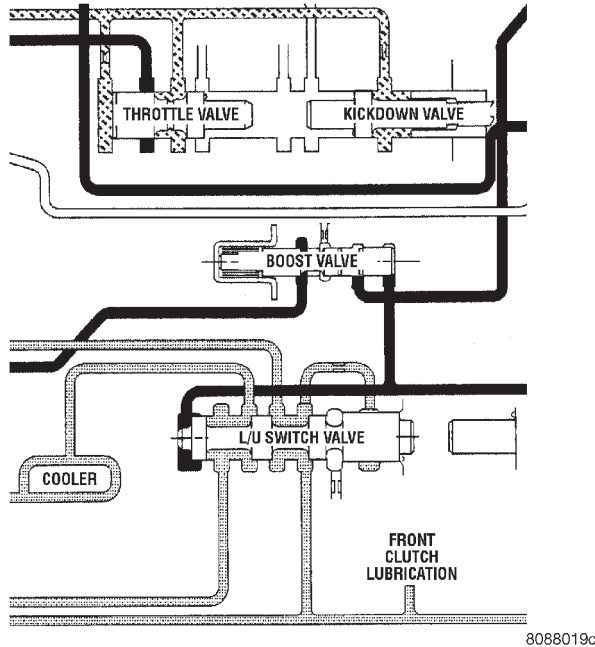 THROTTLE VALVE
KICKDOWN VALVE
BOOST VALVE
L/U SWITCH VALVE
COOLER
FRONT
CLUTCH
LUBRICATION
8088019c